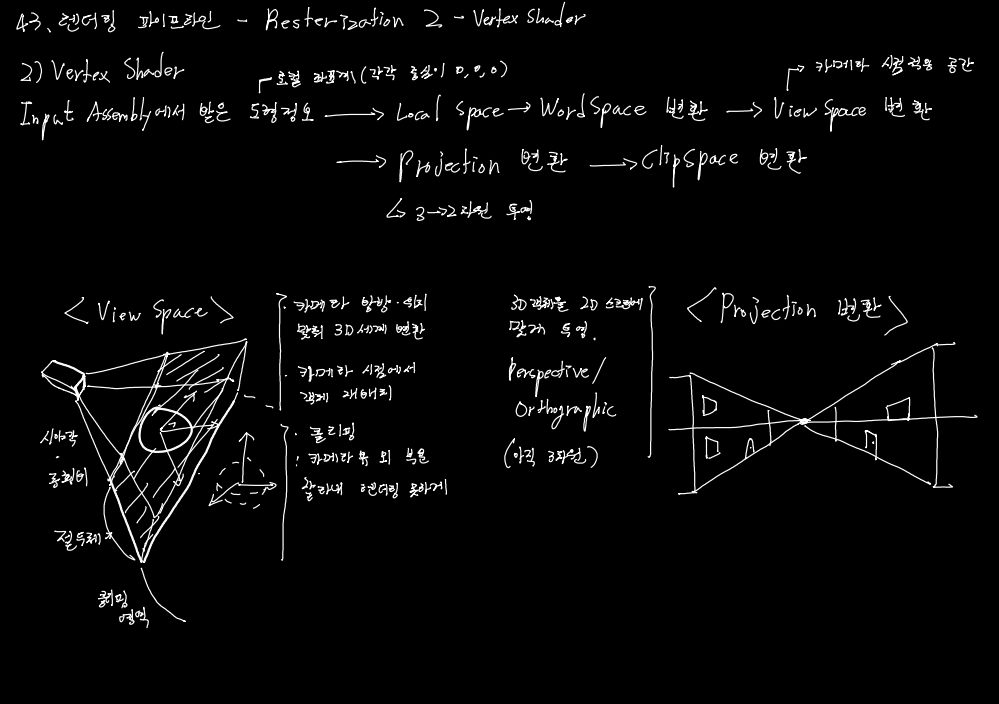 43. 렌더링 파이프라인 - Resterization 2 - Vertex Shader
2) Vertex Shader
로컬 좌표계 (각각 중심이 0,0,0)
카메라 시점 적용 공간
Input Assembly에서 받은 도형정보 → Local space → WordSpace 변환 → ViewSpace 변환
→ Projection 변환 → ClipSpace 변환
↳ 3→2차원 투영
<View Space>
· 카메라 방향·위치
맞춰 3D세계 변환
· 카메라 시점에서
객체 재배치
· 클리핑
: 카메라 뷰 외 부분
잘라내 렌더링 못하게
시야각
·
종횡비
절두체
클리핑
영역
3D객체를 2D 스크린에
맞게 투영.
Perspective/
Orthographic
(아직 3차원)
<Projection 변환>